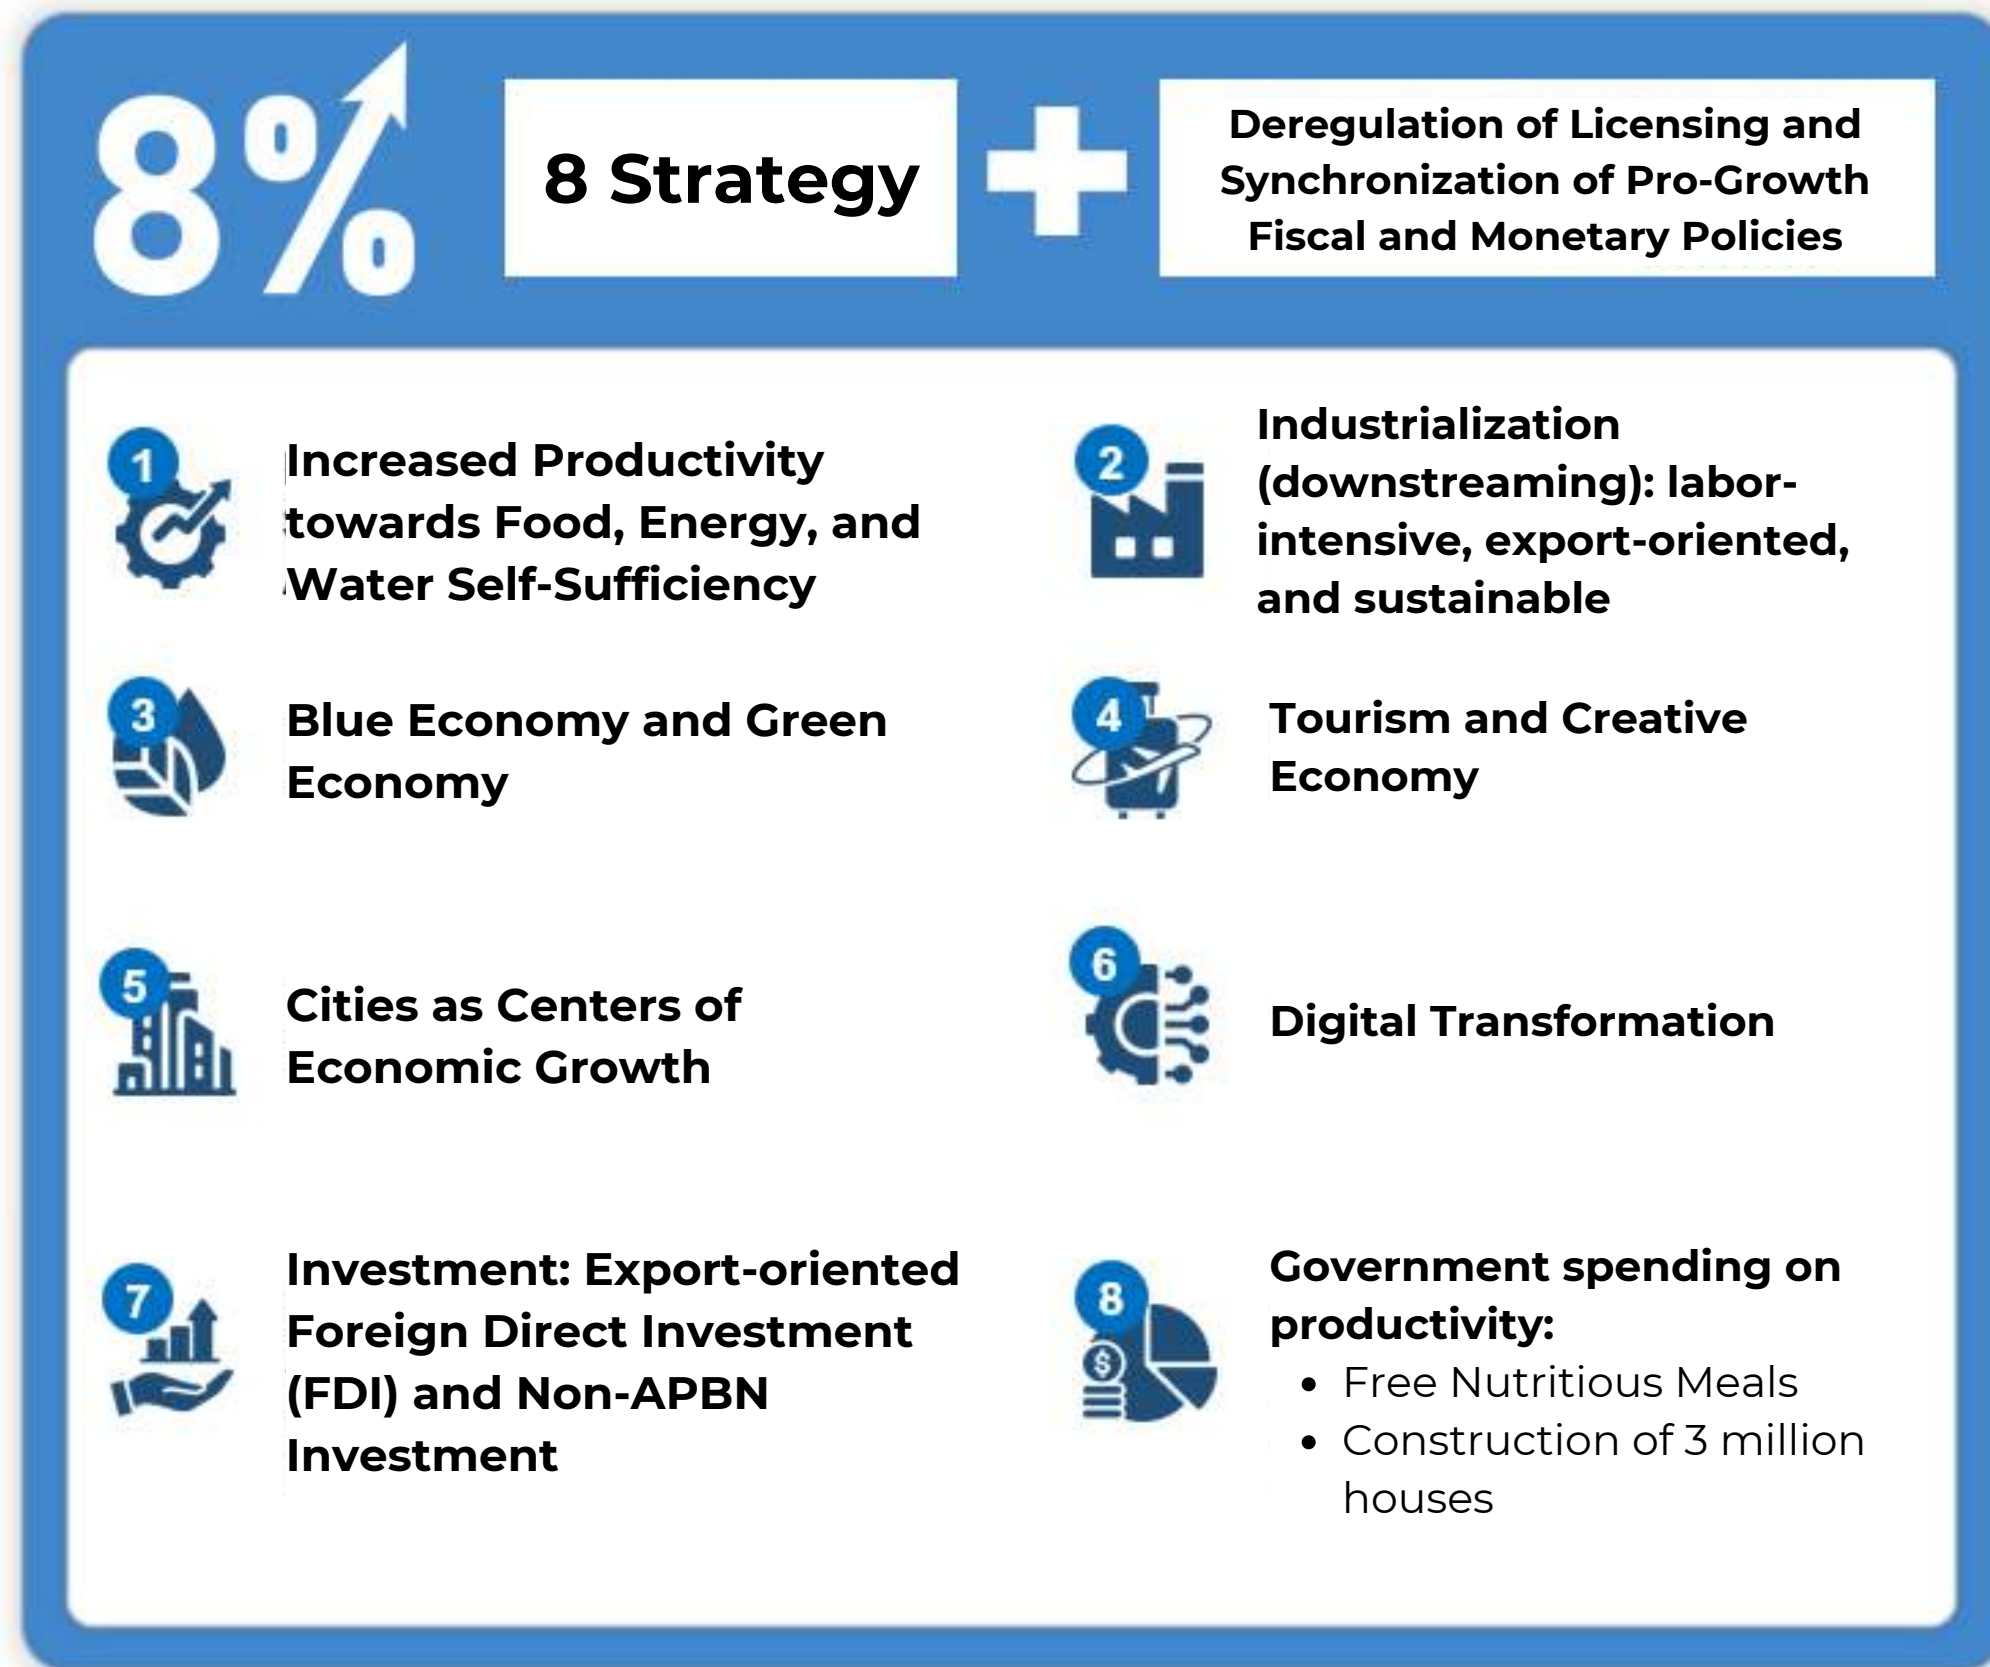 8%
8 Strategy
Deregulation of Licensing and
Synchronization of Pro-Growth
Fiscal and Monetary Policies
1
Increased Productivity
towards Food, Energy, and
Water Self-Sufficiency
2
Industrialization
(downstreaming): labor-
intensive, export-oriented,
and sustainable
3
Blue Economy and Green
Economy
4
Tourism and Creative
Economy
5
Cities as Centers of
Economic Growth
6
Digital Transformation
7
Investment: Export-oriented
Foreign Direct Investment
(FDI) and Non-APBN
Investment
8
$
Government spending on
productivity:
• Free Nutritious Meals
• Construction of 3 million
houses